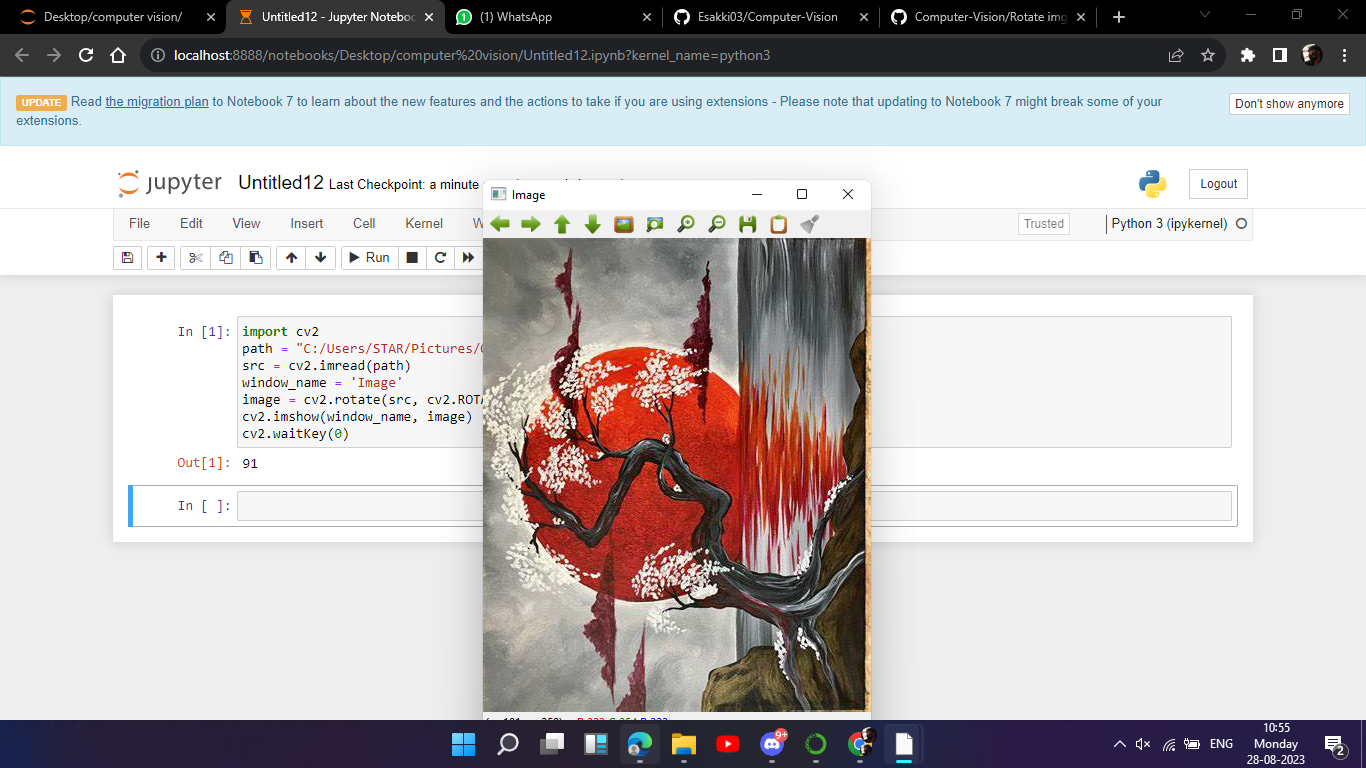 Desktop/computer vision/
Untitled12 - Jupyter Noteboo
(1) WhatsApp
Esakki03/Computer-Vision
Computer-Vision/Rotate img
localhost:8888/notebooks/Desktop/computer%20vision/Untitled12.ipynb?kernel_name=python3
UPDATE Read the migration plan to Notebook 7 to learn about the new features and the actions to take if you are using extensions - Please note that updating to Notebook 7 might break some of your
extensions.
Don't show anymore
jupyter Untitled12 Last Checkpoint: a minute
Logout
Image
File Edit View Insert Cell Kernel W
Trusted
Python 3 (ipykernel)
Run
In [1]:
import cv2
path = "C:/Users/STAR/Pictures/
src = cv2.imread(path)
window_name = 'Image'
image = cv2.rotate(src, cv2.ROTA
cv2.imshow(window_name, image)
cv2.waitKey(0)
Out[1]: 91
In [ ]:
9+
ENG
10:55
Monday
28-08-2023
2